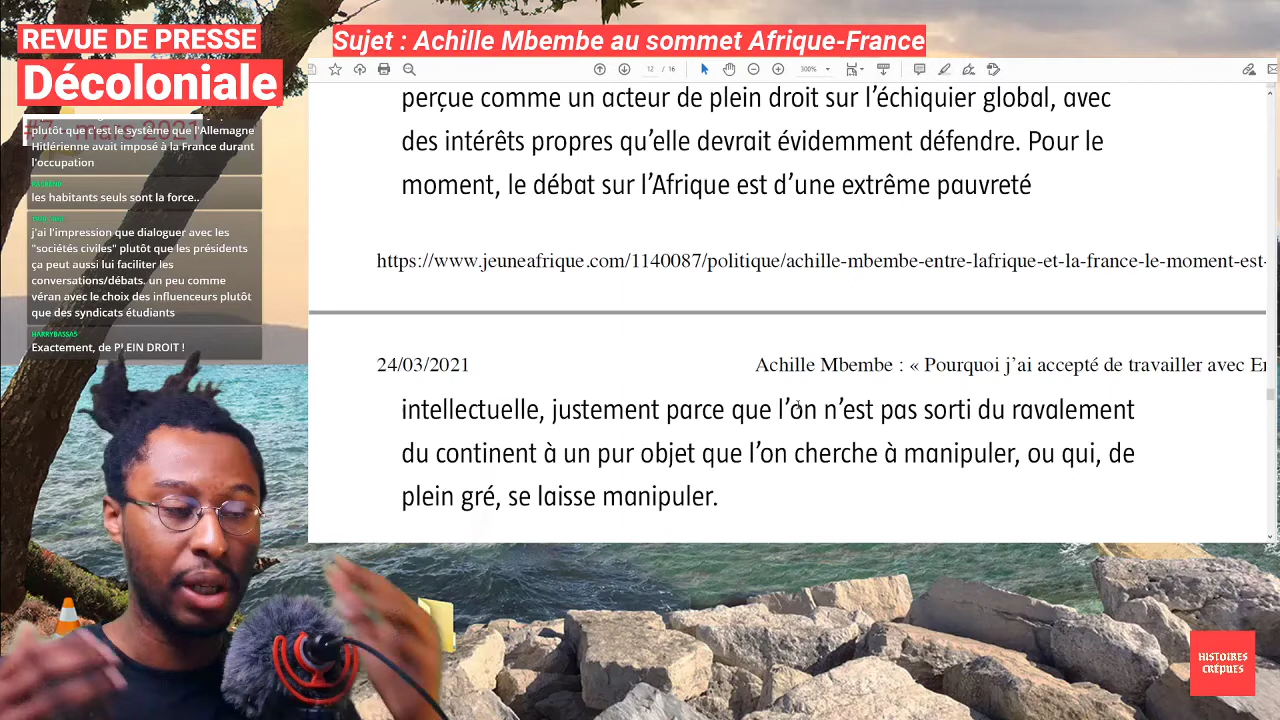 REVUE DE PRESSE
Décoloniale
#7 - mars 2021
Sujet : Achille Mbembe au sommet Afrique-France
12 / 16
300%
plutôt que c'est le système que l'Allemagne
Hitlérienne avait imposé à la France durant
l'occupation
les habitants seuls sont la force..
j'ai l'impression que dialoguer avec les
"sociétés civiles" plutôt que les présidents
ça peut aussi lui faciliter les
conversations/débats. un peu comme
véran avec le choix des influenceurs plutôt
que des syndicats étudiants
HARRYBASSA5
Exactement, de PLEIN DROIT !
perçue comme un acteur de plein droit sur l'échiquier global, avec
des intérêts propres qu'elle devrait évidemment défendre. Pour le
moment, le débat sur l'Afrique est d'une extrême pauvreté
https://www.jeuneafrique.com/1140087/politique/achille-mbembe-entre-lafrique-et-la-france-le-moment-est-
24/03/2021
Achille Mbembe : « Pourquoi j'ai accepté de travailler avec Er
intellectuelle, justement parce que l'on n'est pas sorti du ravalement
du continent à un pur objet que l'on cherche à manipuler, ou qui, de
plein gré, se laisse manipuler.
HISTOIRES
CRÉPUES